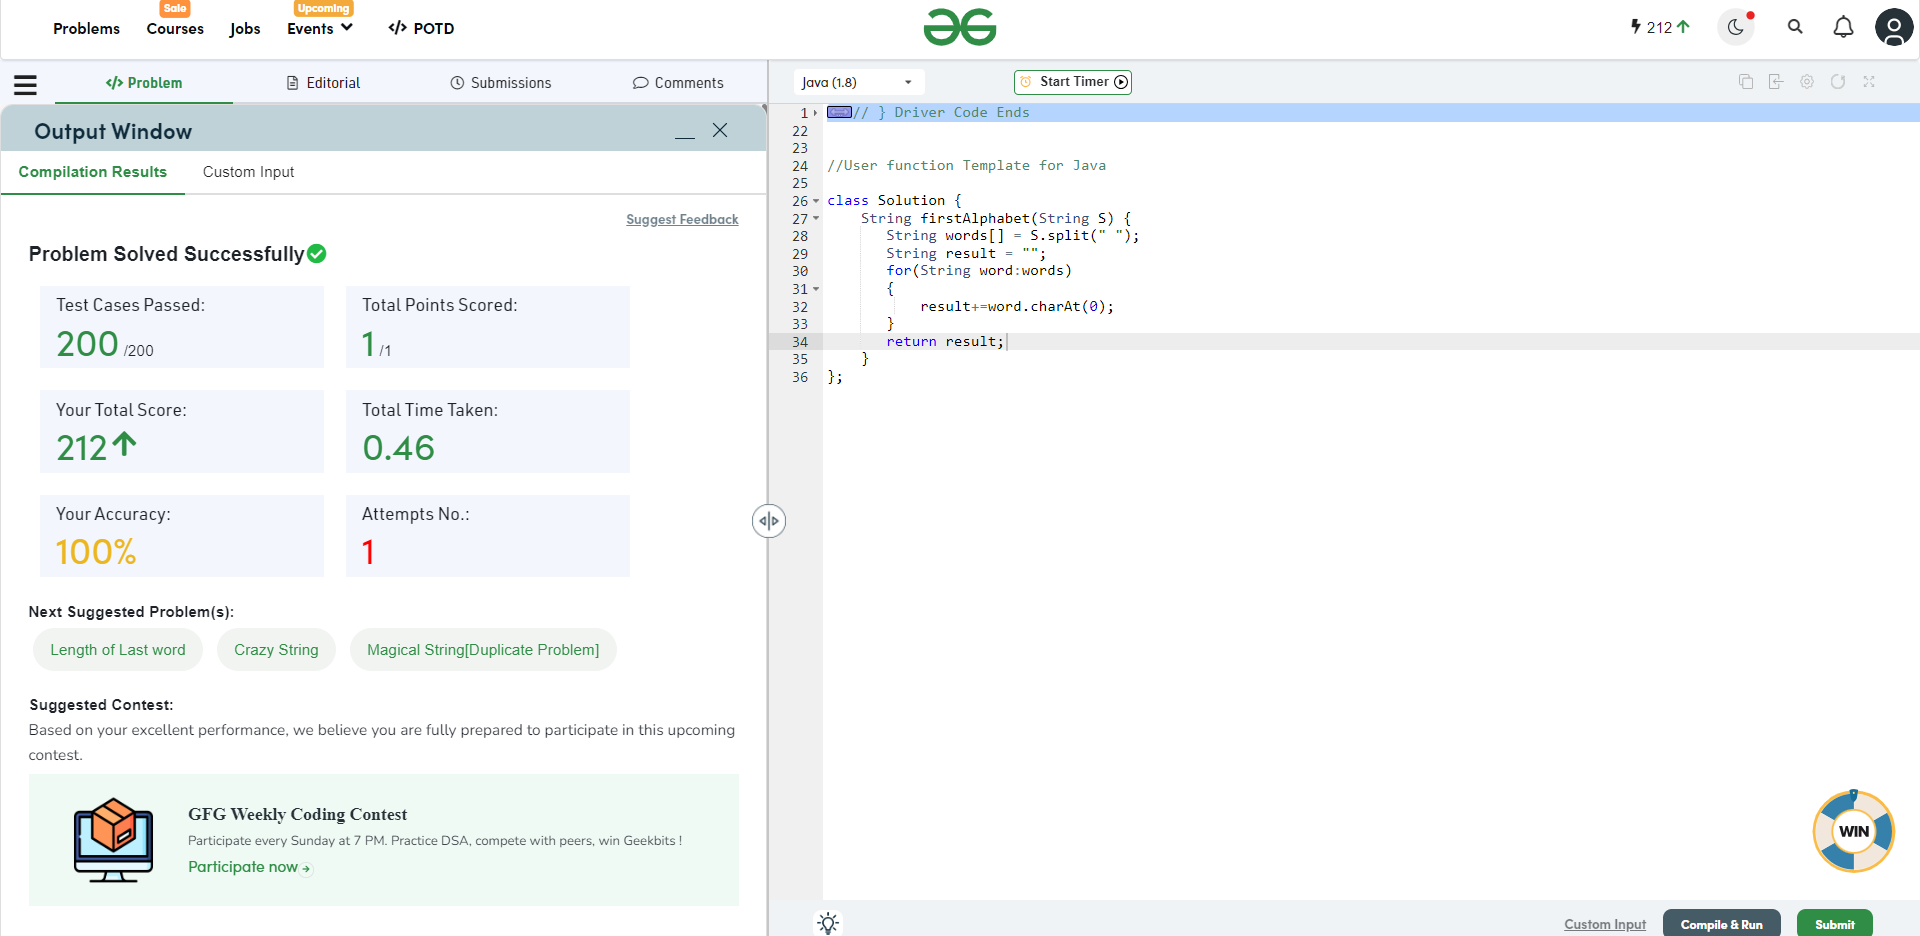 Sale
Upcoming
Problems Courses Jobs Events </> POTD
212
</> Problem Editorial Submissions Comments
Java (1.8) Start Timer
Output Window
Compilation Results Custom Input
Suggest Feedback
Problem Solved Successfully
Test Cases Passed: Total Points Scored:
200 /200 1 /1
Your Total Score: Total Time Taken:
212 0.46
Your Accuracy: Attempts No.:
100% 1
Next Suggested Problem(s):
Length of Last word Crazy String Magical String[Duplicate Problem]
Suggested Contest:
Based on your excellent performance, we believe you are fully prepared to participate in this upcoming
contest.
GFG Weekly Coding Contest
Participate every Sunday at 7 PM. Practice DSA, compete with peers, win Geekbits !
Participate now
1 // } Driver Code Ends
22
23
24 //User function Template for Java
25
26 class Solution {
27 String firstAlphabet(String S) {
28 String words[] = S.split(" ");
29 String result = "";
30 for(String word:words)
31 {
32 result+=word.charAt(0);
33 }
34 return result;
35 }
36 };
WIN
Custom Input Compile & Run Submit